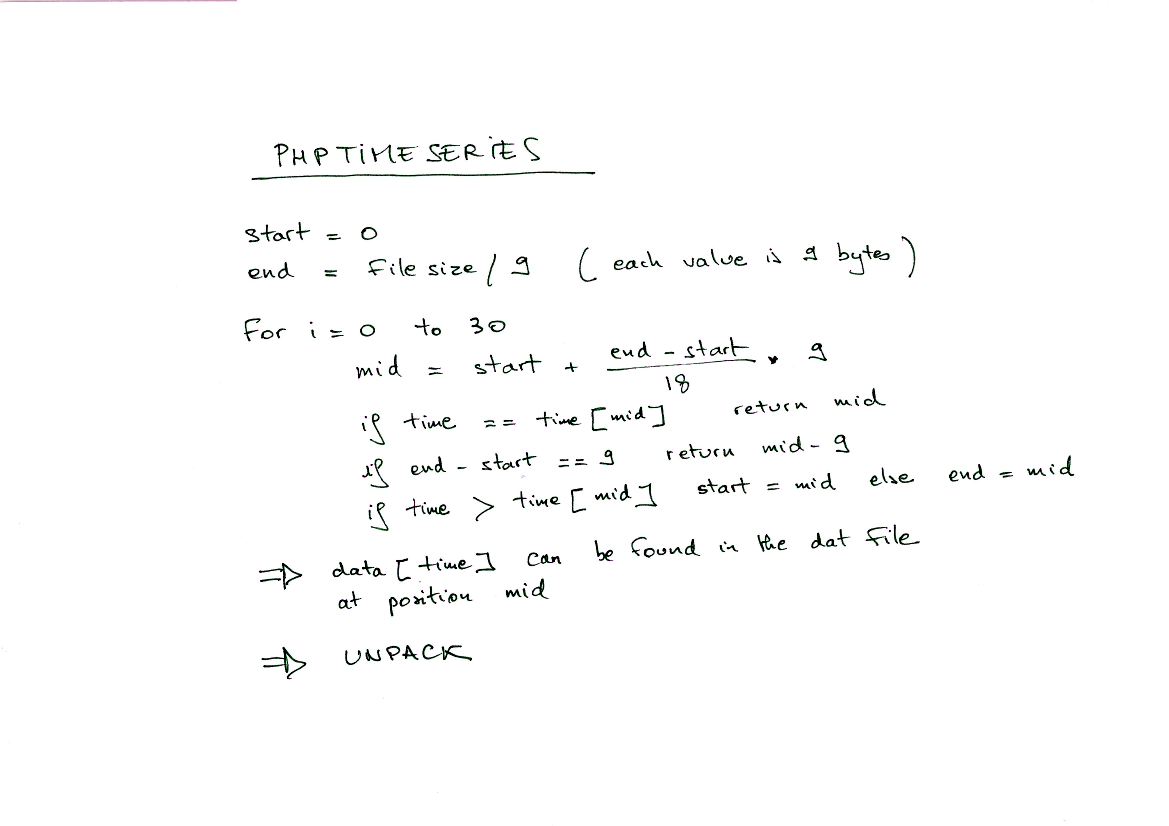 PHPTIMESERIES
start = 0
end = File size / 9 ( each value is 9 bytes )
For i = 0 to 30
mid = start + end - start / 18 * 9
if time == time [mid] return mid
if end - start == 9 return mid - 9
if time > time [mid] start = mid else end = mid
⇒ data [time] can be found in the dat file
at position mid
⇒ UNPACK